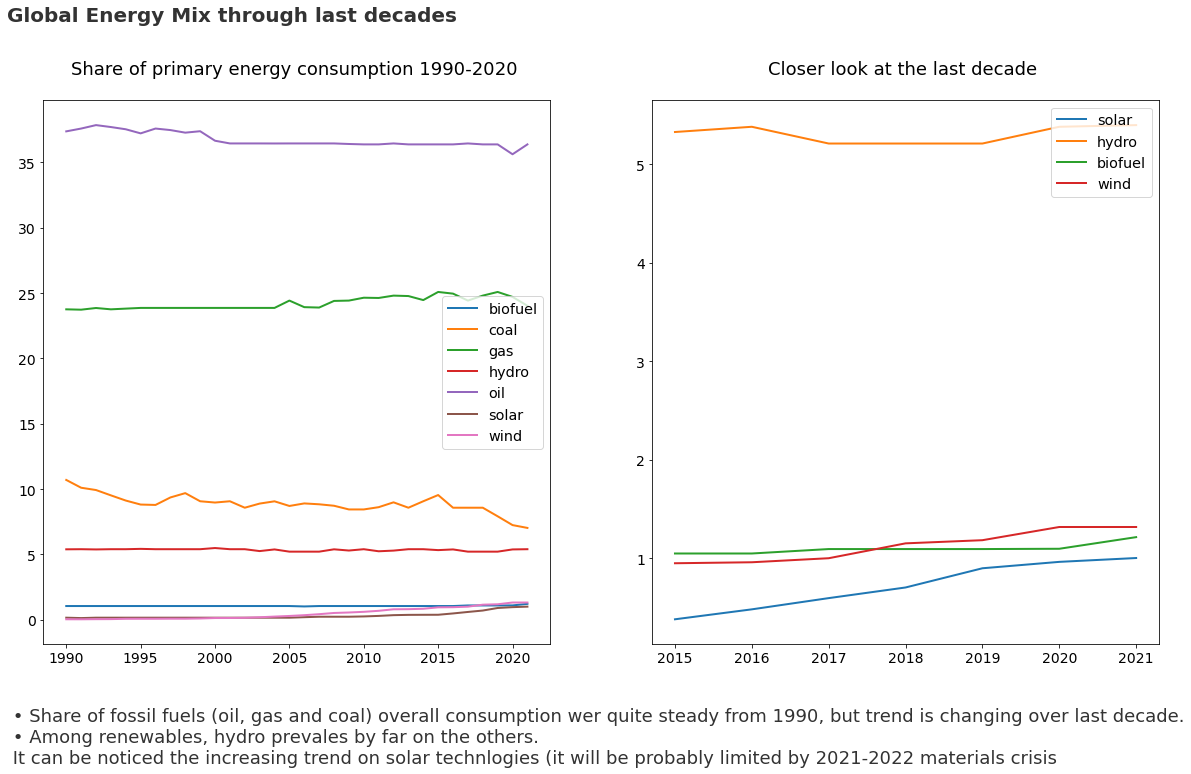 Global Energy Mix through last decades
Share of primary energy consumption 1990-2020
35
30
25
20
15
10
5
0
1990 1995 2000 2005 2010 2015 2020
biofuel
coal
gas
hydro
oil
solar
wind
Closer look at the last decade
5
4
3
2
1
2015 2016 2017 2018 2019 2020 2021
solar
hydro
biofuel
wind
• Share of fossil fuels (oil, gas and coal) overall consumption wer quite steady from 1990, but trend is changing over last decade.
• Among renewables, hydro prevales by far on the others.
It can be noticed the increasing trend on solar technlogies (it will be probably limited by 2021-2022 materials crisis